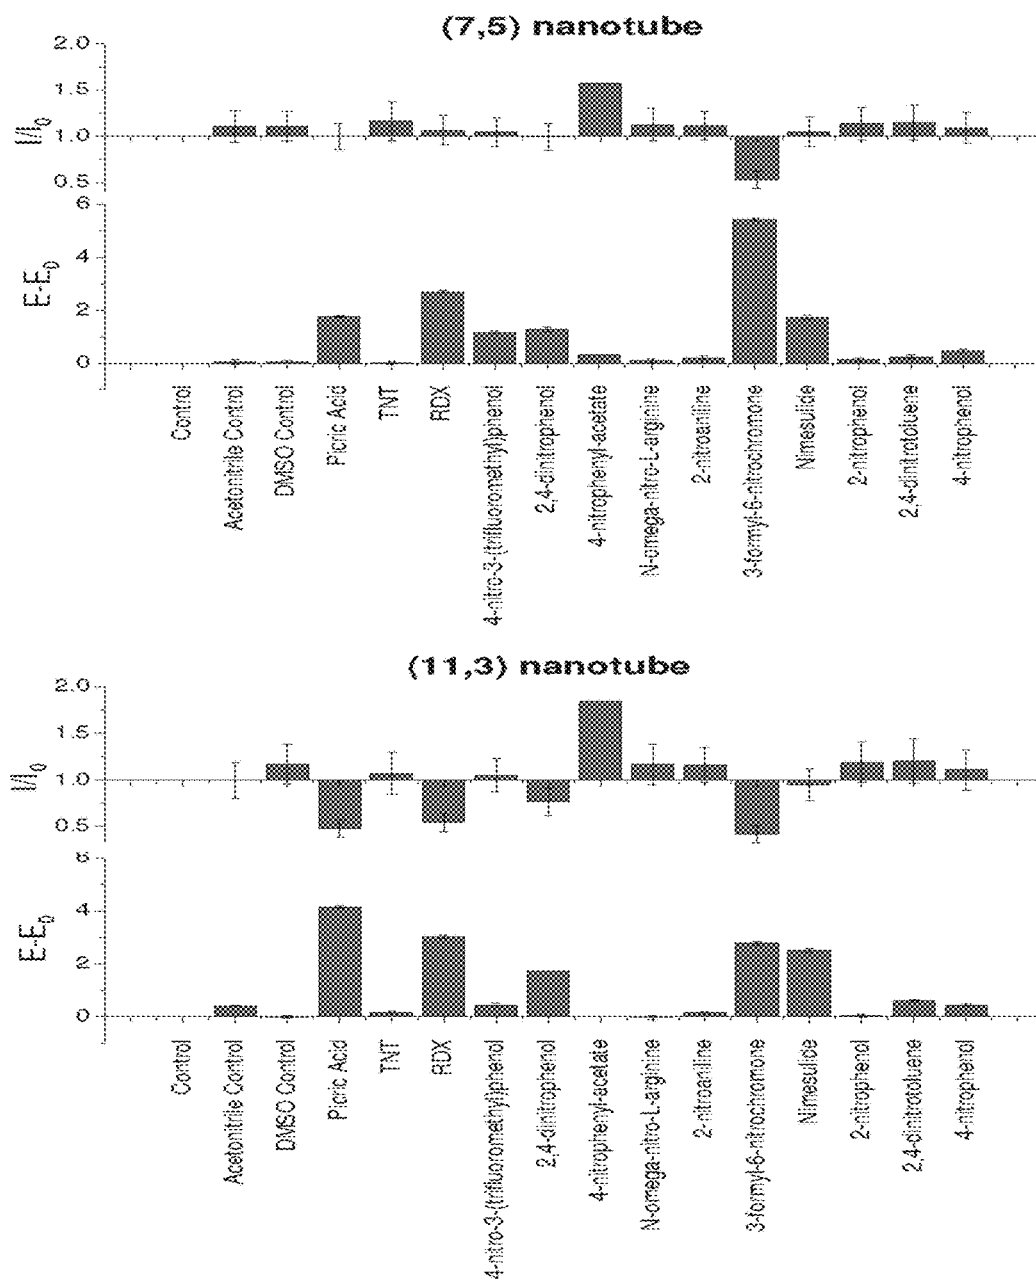 (7,5) nanotube
2.0
1.5
1.0
0.5
I/I0
6
4
2
0
E-E0
Control
Acetonitrile Control
DMSO Control
Picric Acid
TNT
RDX
4-nitro-3-(trifluoromethyl)phenol
2,4-dinitrophenol
4-nitrophenyl-acetate
N-omega-nitro-L-arginine
2-nitroaniline
3-formyl-6-nitrochromone
Nimesulide
2-nitrophenol
2,4-dinitrotoluene
4-nitrophenol
(11,3) nanotube
2.0
1.5
1.0
0.5
I/I0
6
4
2
0
E-E0
Control
Acetonitrile Control
DMSO Control
Picric Acid
TNT
RDX
4-nitro-3-(trifluoromethyl)phenol
2,4-dinitrophenol
4-nitrophenyl-acetate
N-omega-nitro-L-arginine
2-nitroaniline
3-formyl-6-nitrochromone
Nimesulide
2-nitrophenol
2,4-dinitrotoluene
4-nitrophenol